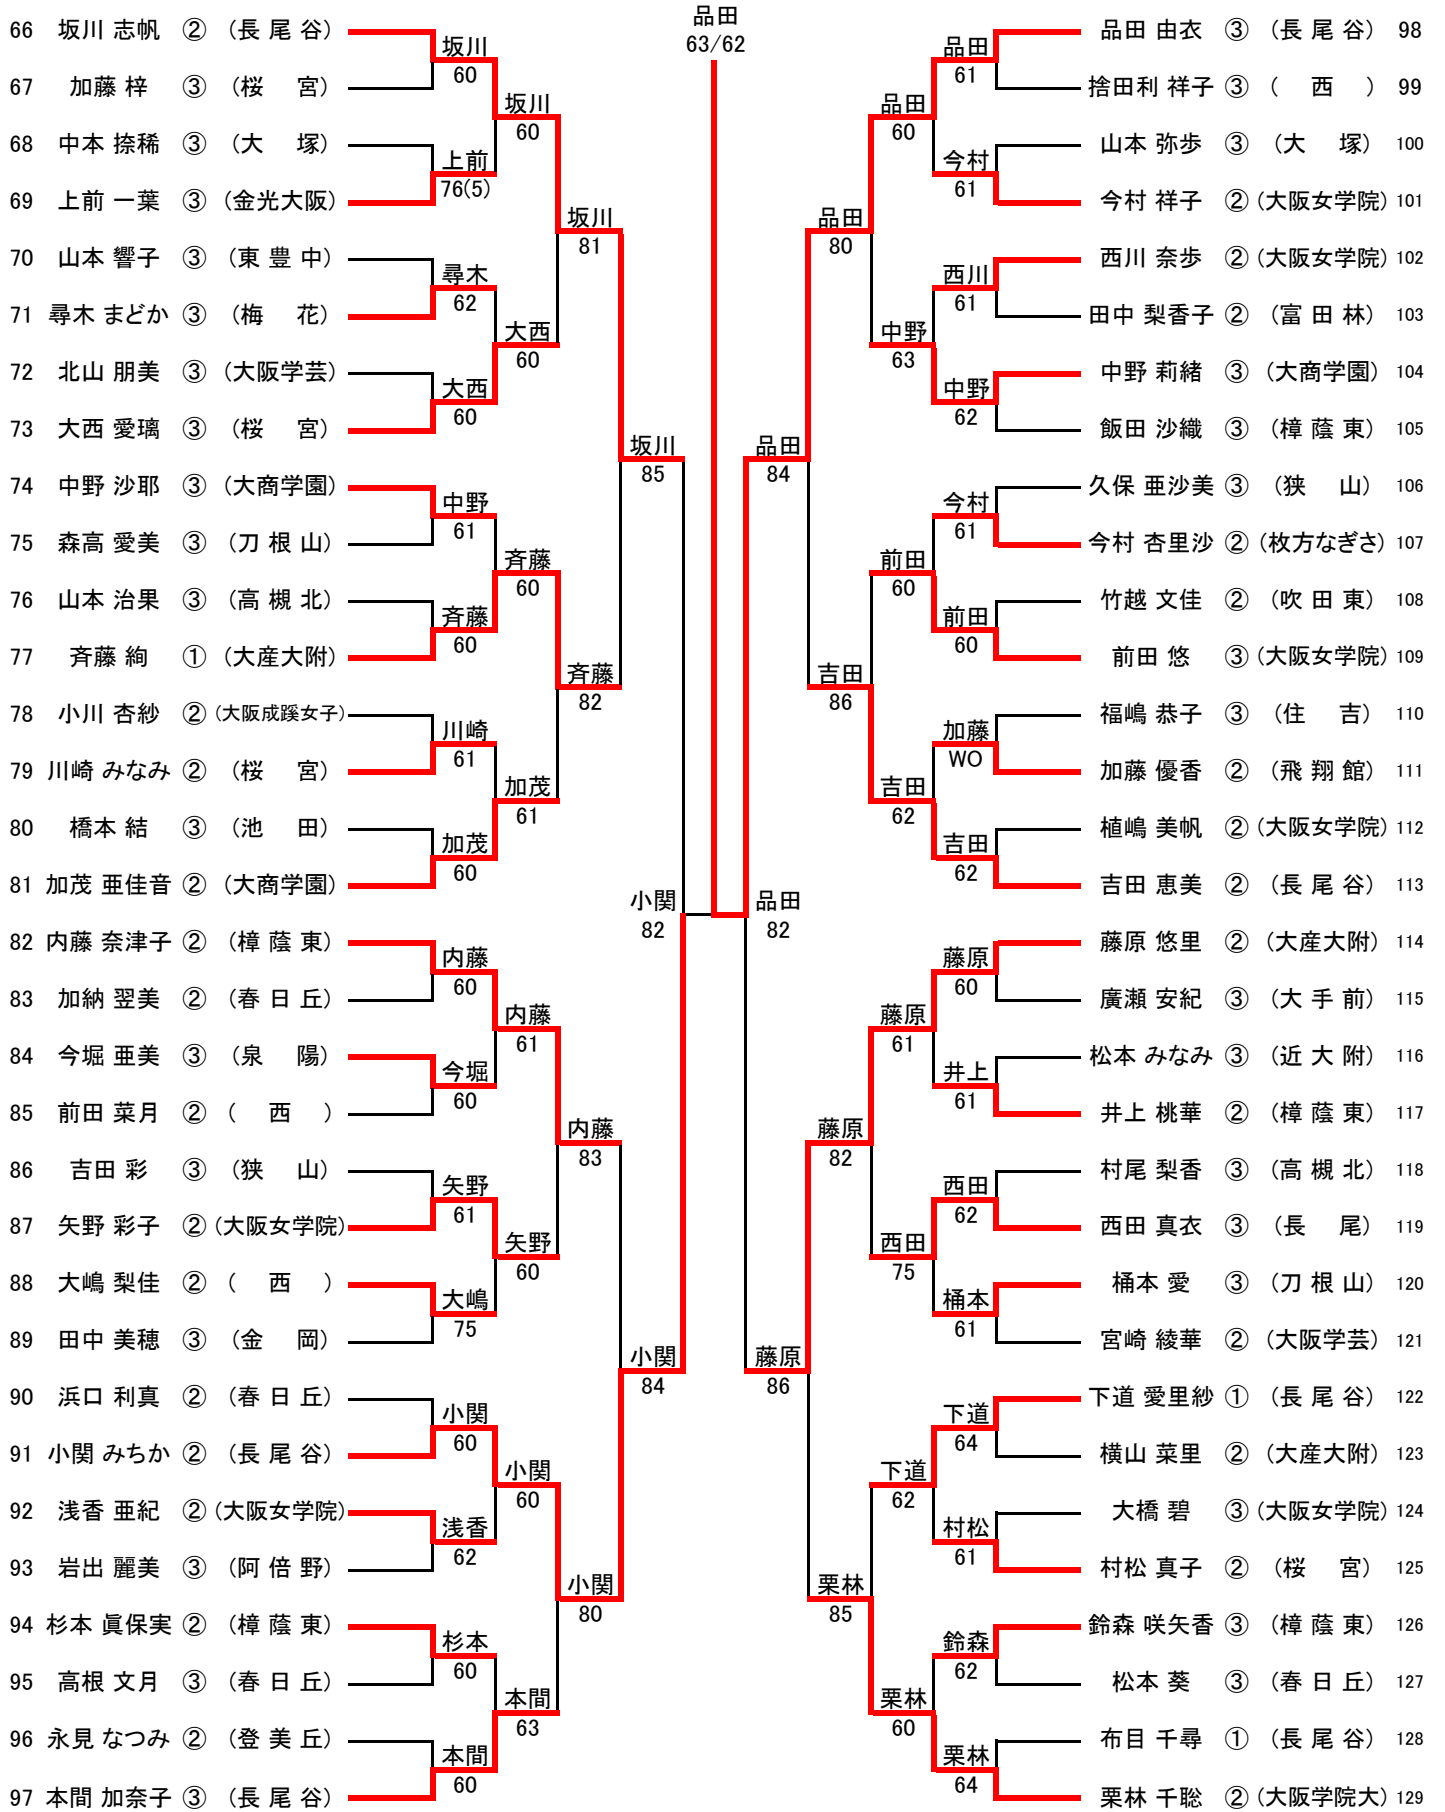 品田
63/62
66 坂川 志帆 ② (長 尾 谷)
67 加藤 梓 ③ (桜 宮)
68 中本 捺稀 ③ (大 塚)
69 上前 一葉 ③ (金光大阪)
70 山本 響子 ③ (東 豊 中)
71 尋木 まどか ③ (梅 花)
72 北山 朋美 ③ (大阪学芸)
73 大西 愛璃 ③ (桜 宮)
74 中野 沙耶 ③ (大商学園)
75 森高 愛美 ③ (刀 根 山)
76 山本 治果 ③ (高 槻 北)
77 斉藤 絢 ① (大産大附)
78 小川 杏紗 ② (大阪成蹊女子)
79 川崎 みなみ ② (桜 宮)
80 橋本 結 ③ (池 田)
81 加茂 亜佳音 ② (大商学園)
82 内藤 奈津子 ② (樟 蔭 東)
83 加納 翌美 ② (春 日 丘)
84 今堀 亜美 ③ (泉 陽)
85 前田 菜月 ② ( 西 )
86 吉田 彩 ③ (狭 山)
87 矢野 彩子 ② (大阪女学院)
88 大嶋 梨佳 ② ( 西 )
89 田中 美穂 ③ (金 岡)
90 浜口 利真 ② (春 日 丘)
91 小関 みちか ② (長 尾 谷)
92 浅香 亜紀 ② (大阪女学院)
93 岩出 麗美 ③ (阿 倍 野)
94 杉本 眞保実 ② (樟 蔭 東)
95 高根 文月 ③ (春 日 丘)
96 永見 なつみ ② (登 美 丘)
97 本間 加奈子 ③ (長 尾 谷)
坂川
60
上前
76(5)
尋木
62
大西
60
中野
61
斉藤
60
川崎
61
加茂
60
内藤
60
今堀
60
矢野
61
大嶋
75
小関
60
浅香
62
杉本
60
本間
60
坂川
60
大西
60
斉藤
60
加茂
61
内藤
61
矢野
60
小関
60
本間
63
坂川
81
斉藤
82
内藤
83
小関
80
坂川
85
小関
84
小関
82
品田
82
品田
84
藤原
86
品田
80
吉田
86
藤原
82
栗林
85
品田
60
中野
63
前田
60
吉田
62
藤原
61
西田
75
下道
62
栗林
60
品田
61
今村
61
西川
61
中野
62
今村
61
前田
60
加藤
WO
吉田
62
藤原
60
井上
61
西田
62
桶本
61
下道
64
村松
61
鈴森
62
栗林
64
品田 由衣 ③ (長 尾 谷) 98
捨田利 祥子 ③ ( 西 ) 99
山本 弥歩 ③ (大 塚) 100
今村 祥子 ② (大阪女学院) 101
西川 奈歩 ② (大阪女学院) 102
田中 梨香子 ② (富 田 林) 103
中野 莉緒 ③ (大商学園) 104
飯田 沙織 ③ (樟 蔭 東) 105
久保 亜沙美 ③ (狭 山) 106
今村 杏里沙 ② (枚方なぎさ) 107
竹越 文佳 ② (吹 田 東) 108
前田 悠 ③ (大阪女学院) 109
福嶋 恭子 ③ (住 吉) 110
加藤 優香 ② (飛 翔 館) 111
植嶋 美帆 ② (大阪女学院) 112
吉田 恵美 ② (長 尾 谷) 113
藤原 悠里 ② (大産大附) 114
廣瀬 安紀 ③ (大 手 前) 115
松本 みなみ ③ (近 大 附) 116
井上 桃華 ② (樟 蔭 東) 117
村尾 梨香 ③ (高 槻 北) 118
西田 真衣 ③ (長 尾) 119
桶本 愛 ③ (刀 根 山) 120
宮崎 綾華 ② (大阪学芸) 121
下道 愛里紗 ① (長 尾 谷) 122
横山 菜里 ② (大産大附) 123
大橋 碧 ③ (大阪女学院) 124
村松 真子 ② (桜 宮) 125
鈴森 咲矢香 ③ (樟 蔭 東) 126
松本 葵 ③ (春 日 丘) 127
布目 千尋 ① (長 尾 谷) 128
栗林 千聡 ② (大阪学院大) 129